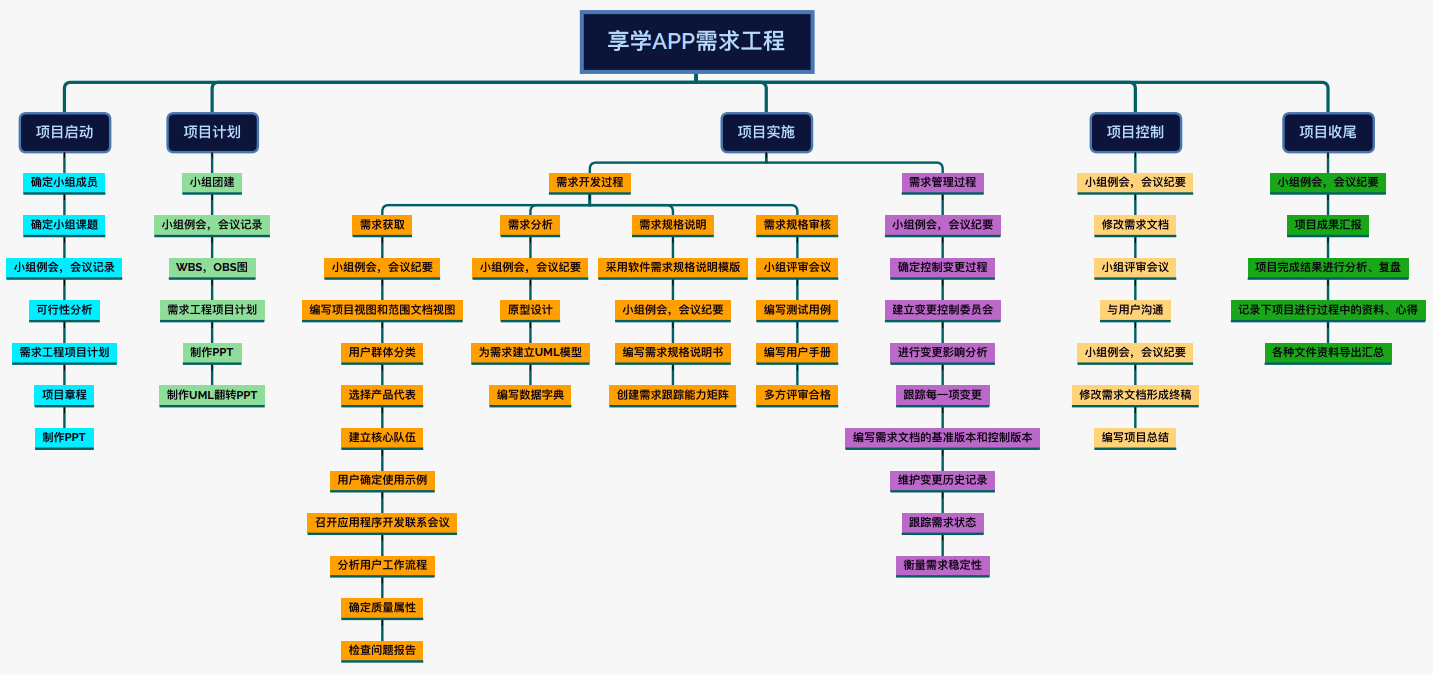 享学APP需求工程
项目启动
确定小组成员
确定小组课题
小组例会，会议记录
可行性分析
需求工程项目计划
项目章程
制作PPT
项目计划
小组团建
小组例会，会议记录
WBS，OBS图
需求工程项目计划
制作PPT
制作UML翻转PPT
项目实施
需求开发过程
需求获取
小组例会，会议纪要
编写项目视图和范围文档视图
用户群体分类
选择产品代表
建立核心队伍
用户确定使用示例
召开应用程序开发联系会议
分析用户工作流程
确定质量属性
检查问题报告
需求分析
小组例会，会议纪要
原型设计
为需求建立UML模型
编写数据字典
需求规格说明
采用软件需求规格说明模版
小组例会，会议纪要
编写需求规格说明书
创建需求跟踪能力矩阵
需求规格审核
小组评审会议
编写测试用例
编写用户手册
多方评审合格
需求管理过程
小组例会，会议纪要
确定控制变更过程
建立变更控制委员会
进行变更影响分析
跟踪每一项变更
编写需求文档的基准版本和控制版本
维护变更历史记录
跟踪需求状态
衡量需求稳定性
项目控制
小组例会，会议纪要
修改需求文档
小组评审会议
与用户沟通
小组例会，会议纪要
修改需求文档形成终稿
编写项目总结
项目收尾
小组例会，会议纪要
项目成果汇报
项目完成结果进行分析、复盘
记录下项目进行过程中的资料、心得
各种文件资料导出汇总